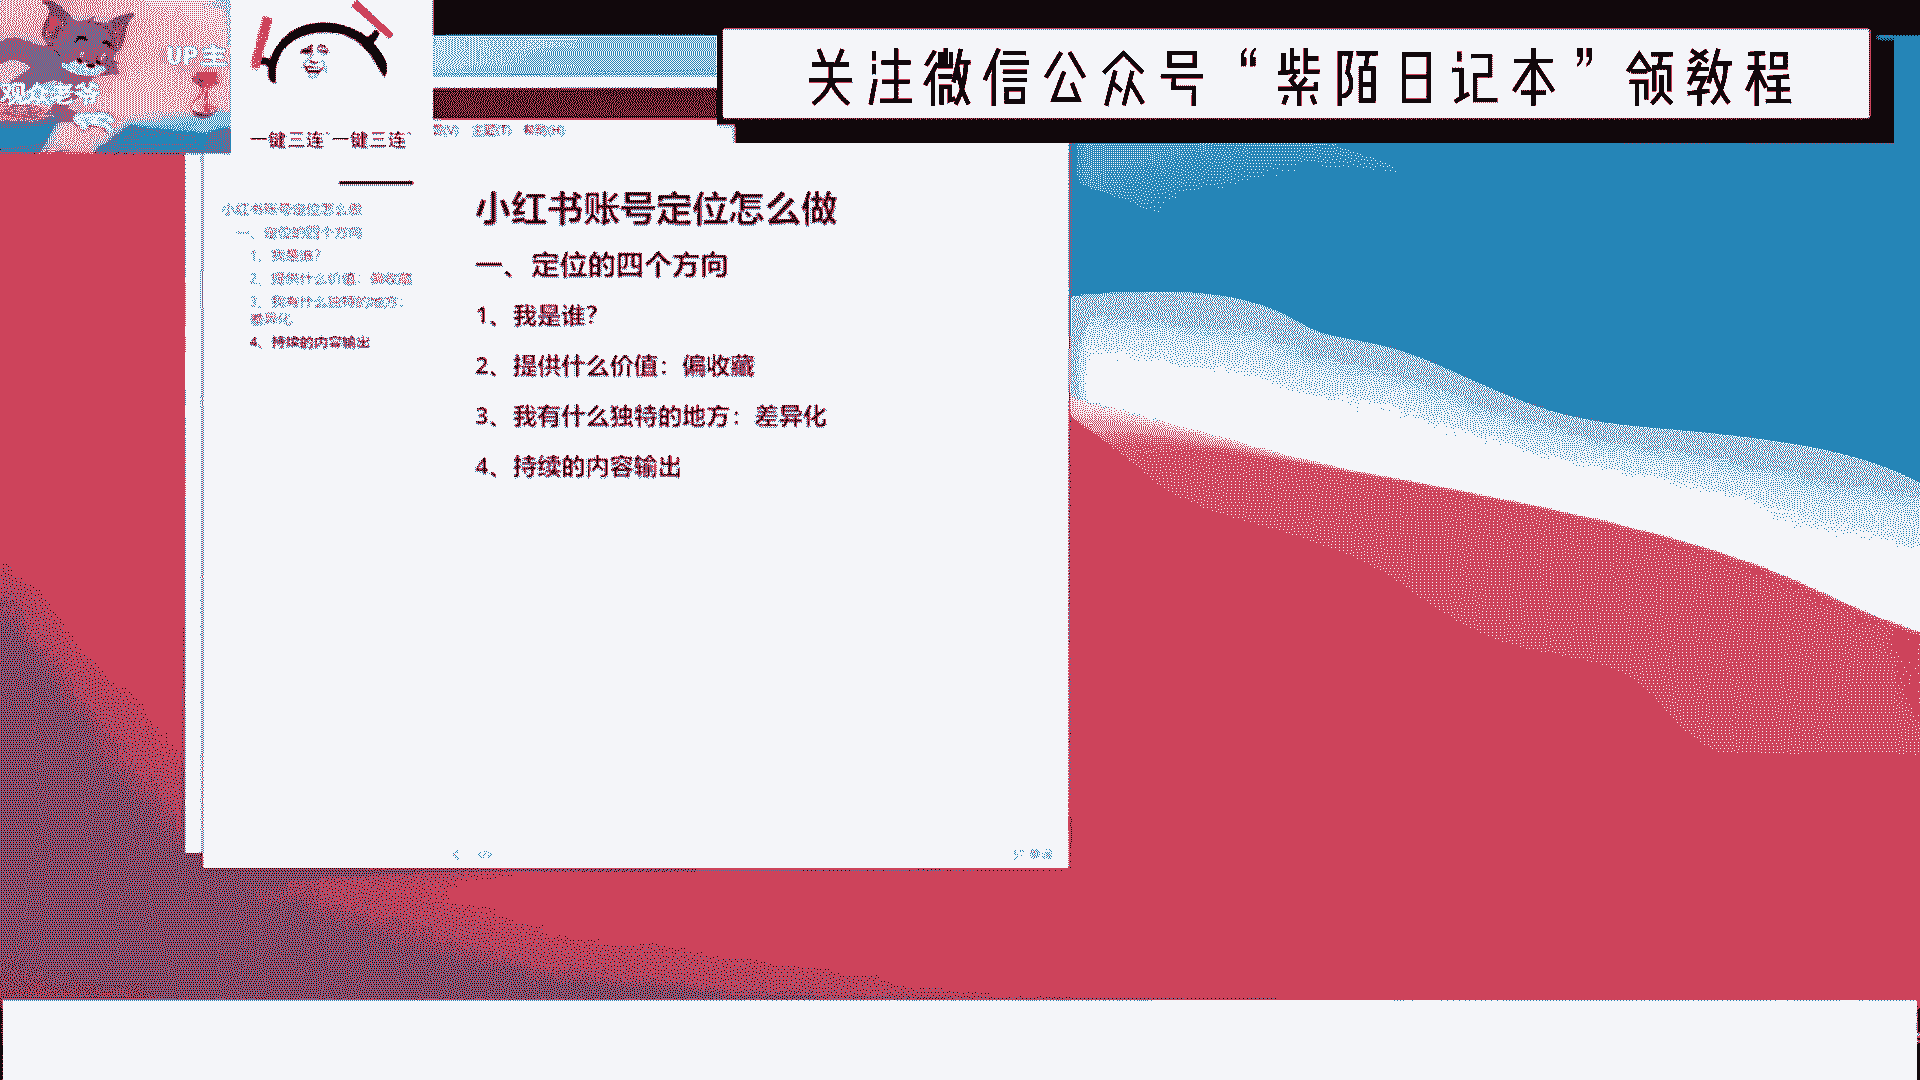 关注微信公众号“紫陌日记本”领教程
UP主
观众老爷
一键三连 一键三连
主题(T) 帮助(H)
小红书账号定位怎么做
一、定位的四个方向
1、我是谁?
2、提供什么价值：偏收藏
3、我有什么独特的地方：
差异化
4、持续的内容输出
小红书账号定位怎么做
一、定位的四个方向
1、我是谁?
2、提供什么价值：偏收藏
3、我有什么独特的地方：差异化
4、持续的内容输出